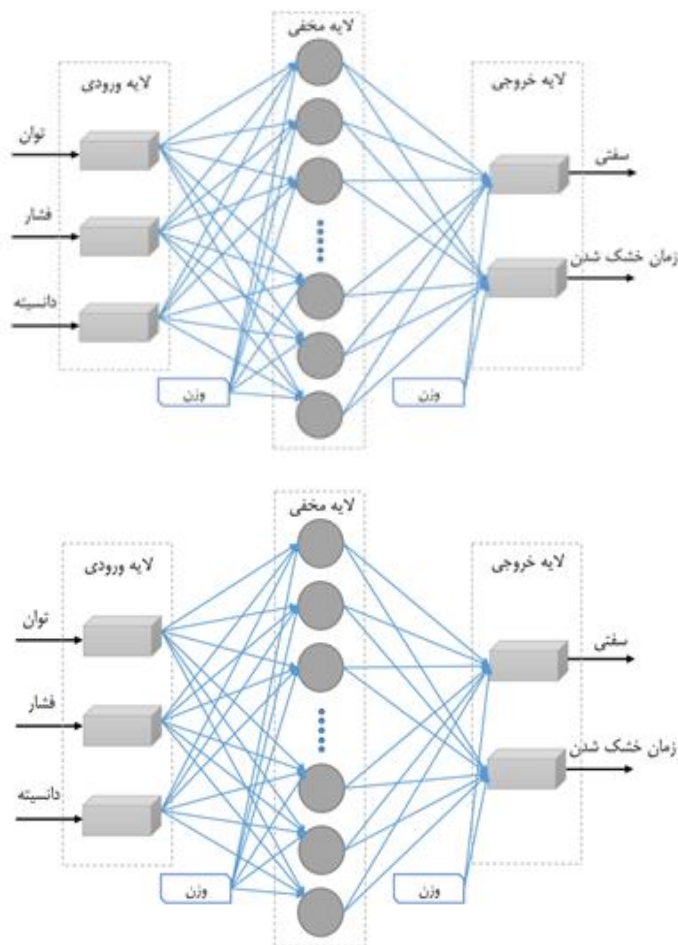 لایه مخفی
لایه ورودی
لایه خروجی
توان
سفتی
فشار
زمان خشک شدن
دانسیته
وزن
وزن
لایه مخفی
لایه ورودی
لایه خروجی
توان
سفتی
فشار
زمان خشک شدن
دانسیته
وزن
وزن